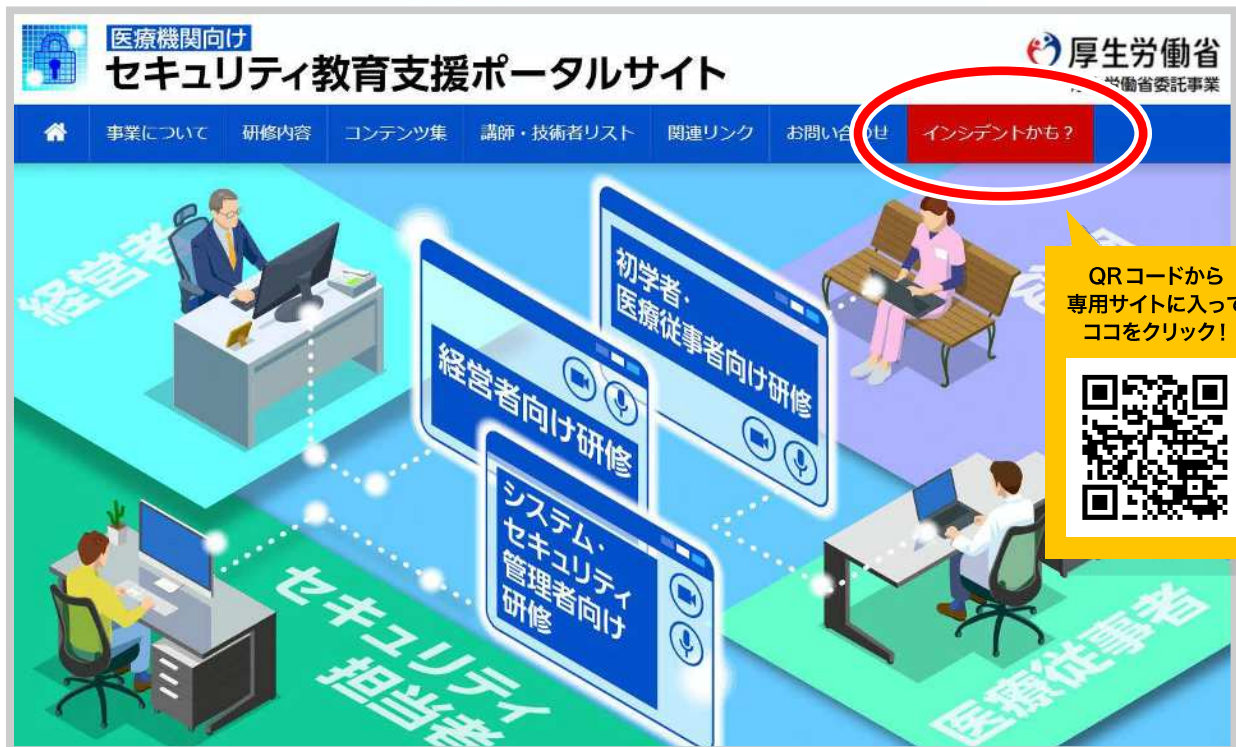 医療機関向け
セキュリティ教育支援ポータルサイト
厚生労働省
労働省委託事業
事業について
研修内容
コンテンツ集
講師・技術者リスト
関連リンク
お問い合わせ
インシデントかも？
経営者
初学者・
医療従事者向け研修
経営者向け研修
システム・
セキュリティ
管理者向け
研修
QRコードから
専用サイトに入って
ココをクリック！
セキュリティ
担当者
医療従事者